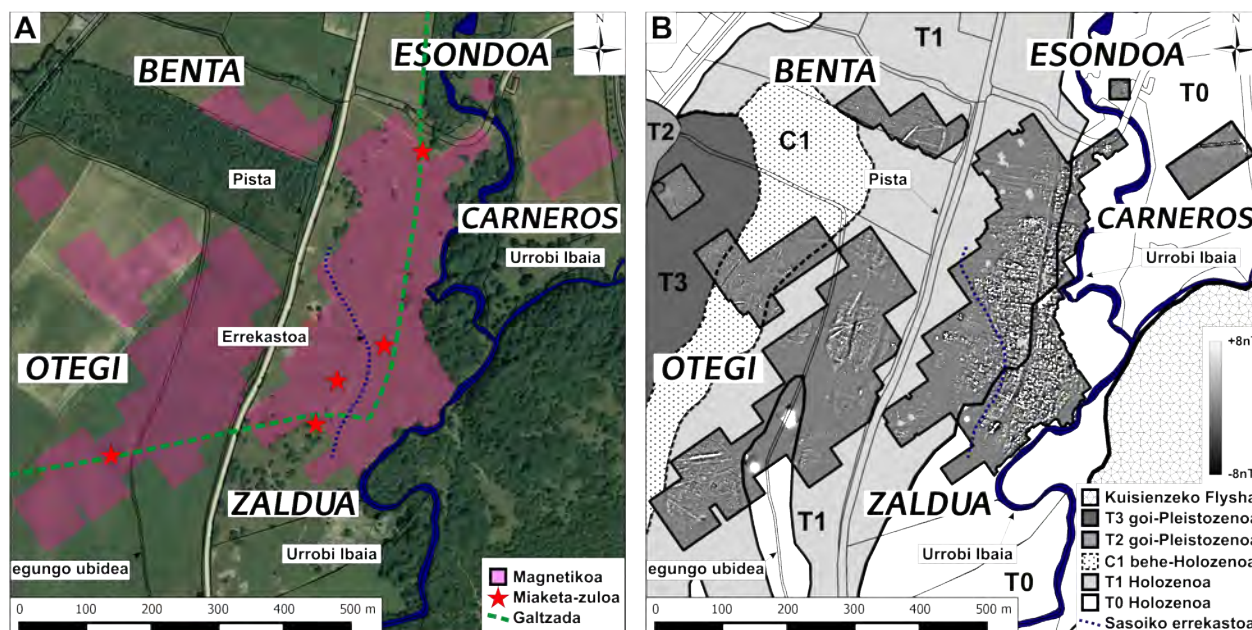 A
N
BENTA
ESONDOA
Pista
CARNEROS
Urrobi Ibaia
Errekastoa
OTEGI
ZALDUA
Urrobi Ibaia
egungo ubidea
Magnetikoa
Miaketa-zuloa
Galtzada
100 200 300 400 500 m
B
N
T1
ESONDOA
BENTA
T0
T2
C1
Pista
CARNEROS
Urrobi Ibaia
T3
OTEGI
+8nT
-8nT
ZALDUA
T1
Urrobi Ibaia
egungo ubidea
T0
Kuisienzeko Flysha
T3 goi-Pleistozenoa
T2 goi-Pleistozenoa
C1 behe-Holozenoa
T1 Holozenoa
T0 Holozenoa
Sasoiko errekastoa
100 200 300 400 500 m